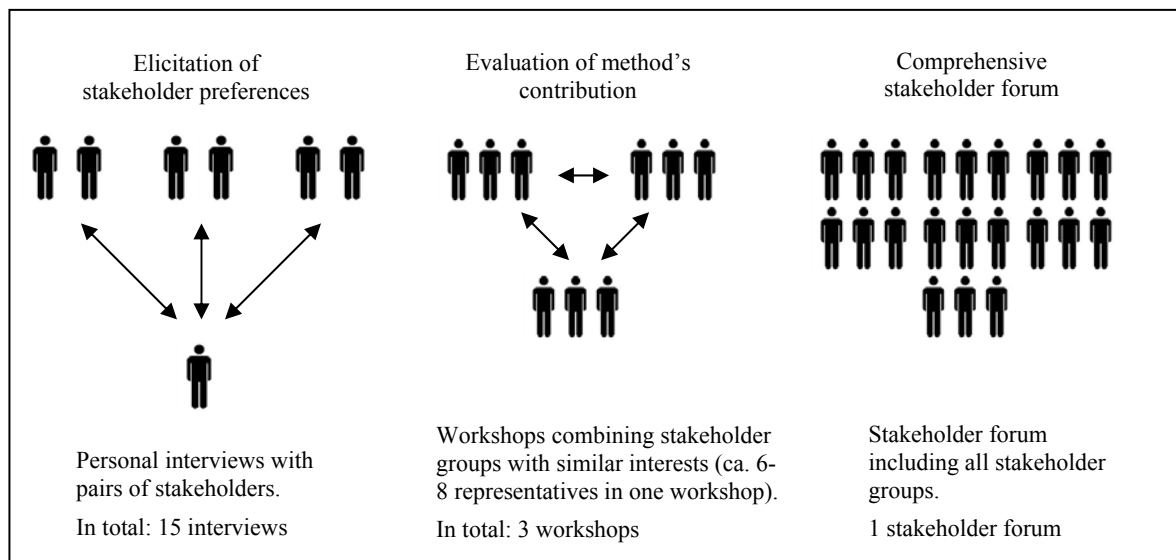 Elicitation of
stakeholder preferences
Evaluation of method's
contribution
Comprehensive
stakeholder forum
Personal interviews with
pairs of stakeholders.
In total: 15 interviews
Workshops combining stakeholder
groups with similar interests (ca. 6-
8 representatives in one workshop).
In total: 3 workshops
Stakeholder forum
including all stakeholder
groups.
1 stakeholder forum